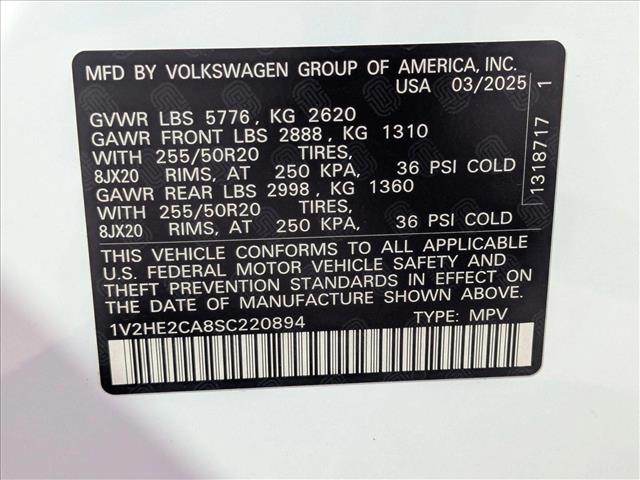 MFD BY VOLKSWAGEN GROUP OF AMERICA, INC.
USA 03/2025
GVWR LBS 5776, KG 2620
GAWR FRONT LBS 2888, KG 1310
WITH 255/50R20 TIRES,
8JX20 RIMS, AT 250 KPA, 36 PSI COLD
GAWR REAR LBS 2998, KG 1360
WITH 255/50R20 TIRES,
8JX20 RIMS, AT 250 KPA, 36 PSI COLD
THIS VEHICLE CONFORMS TO ALL APPLICABLE
U.S. FEDERAL MOTOR VEHICLE SAFETY AND
THEFT PREVENTION STANDARDS IN EFFECT ON
THE DATE OF MANUFACTURE SHOWN ABOVE.
1V2HE2CA8SC220894 TYPE: MPV
1318717 1